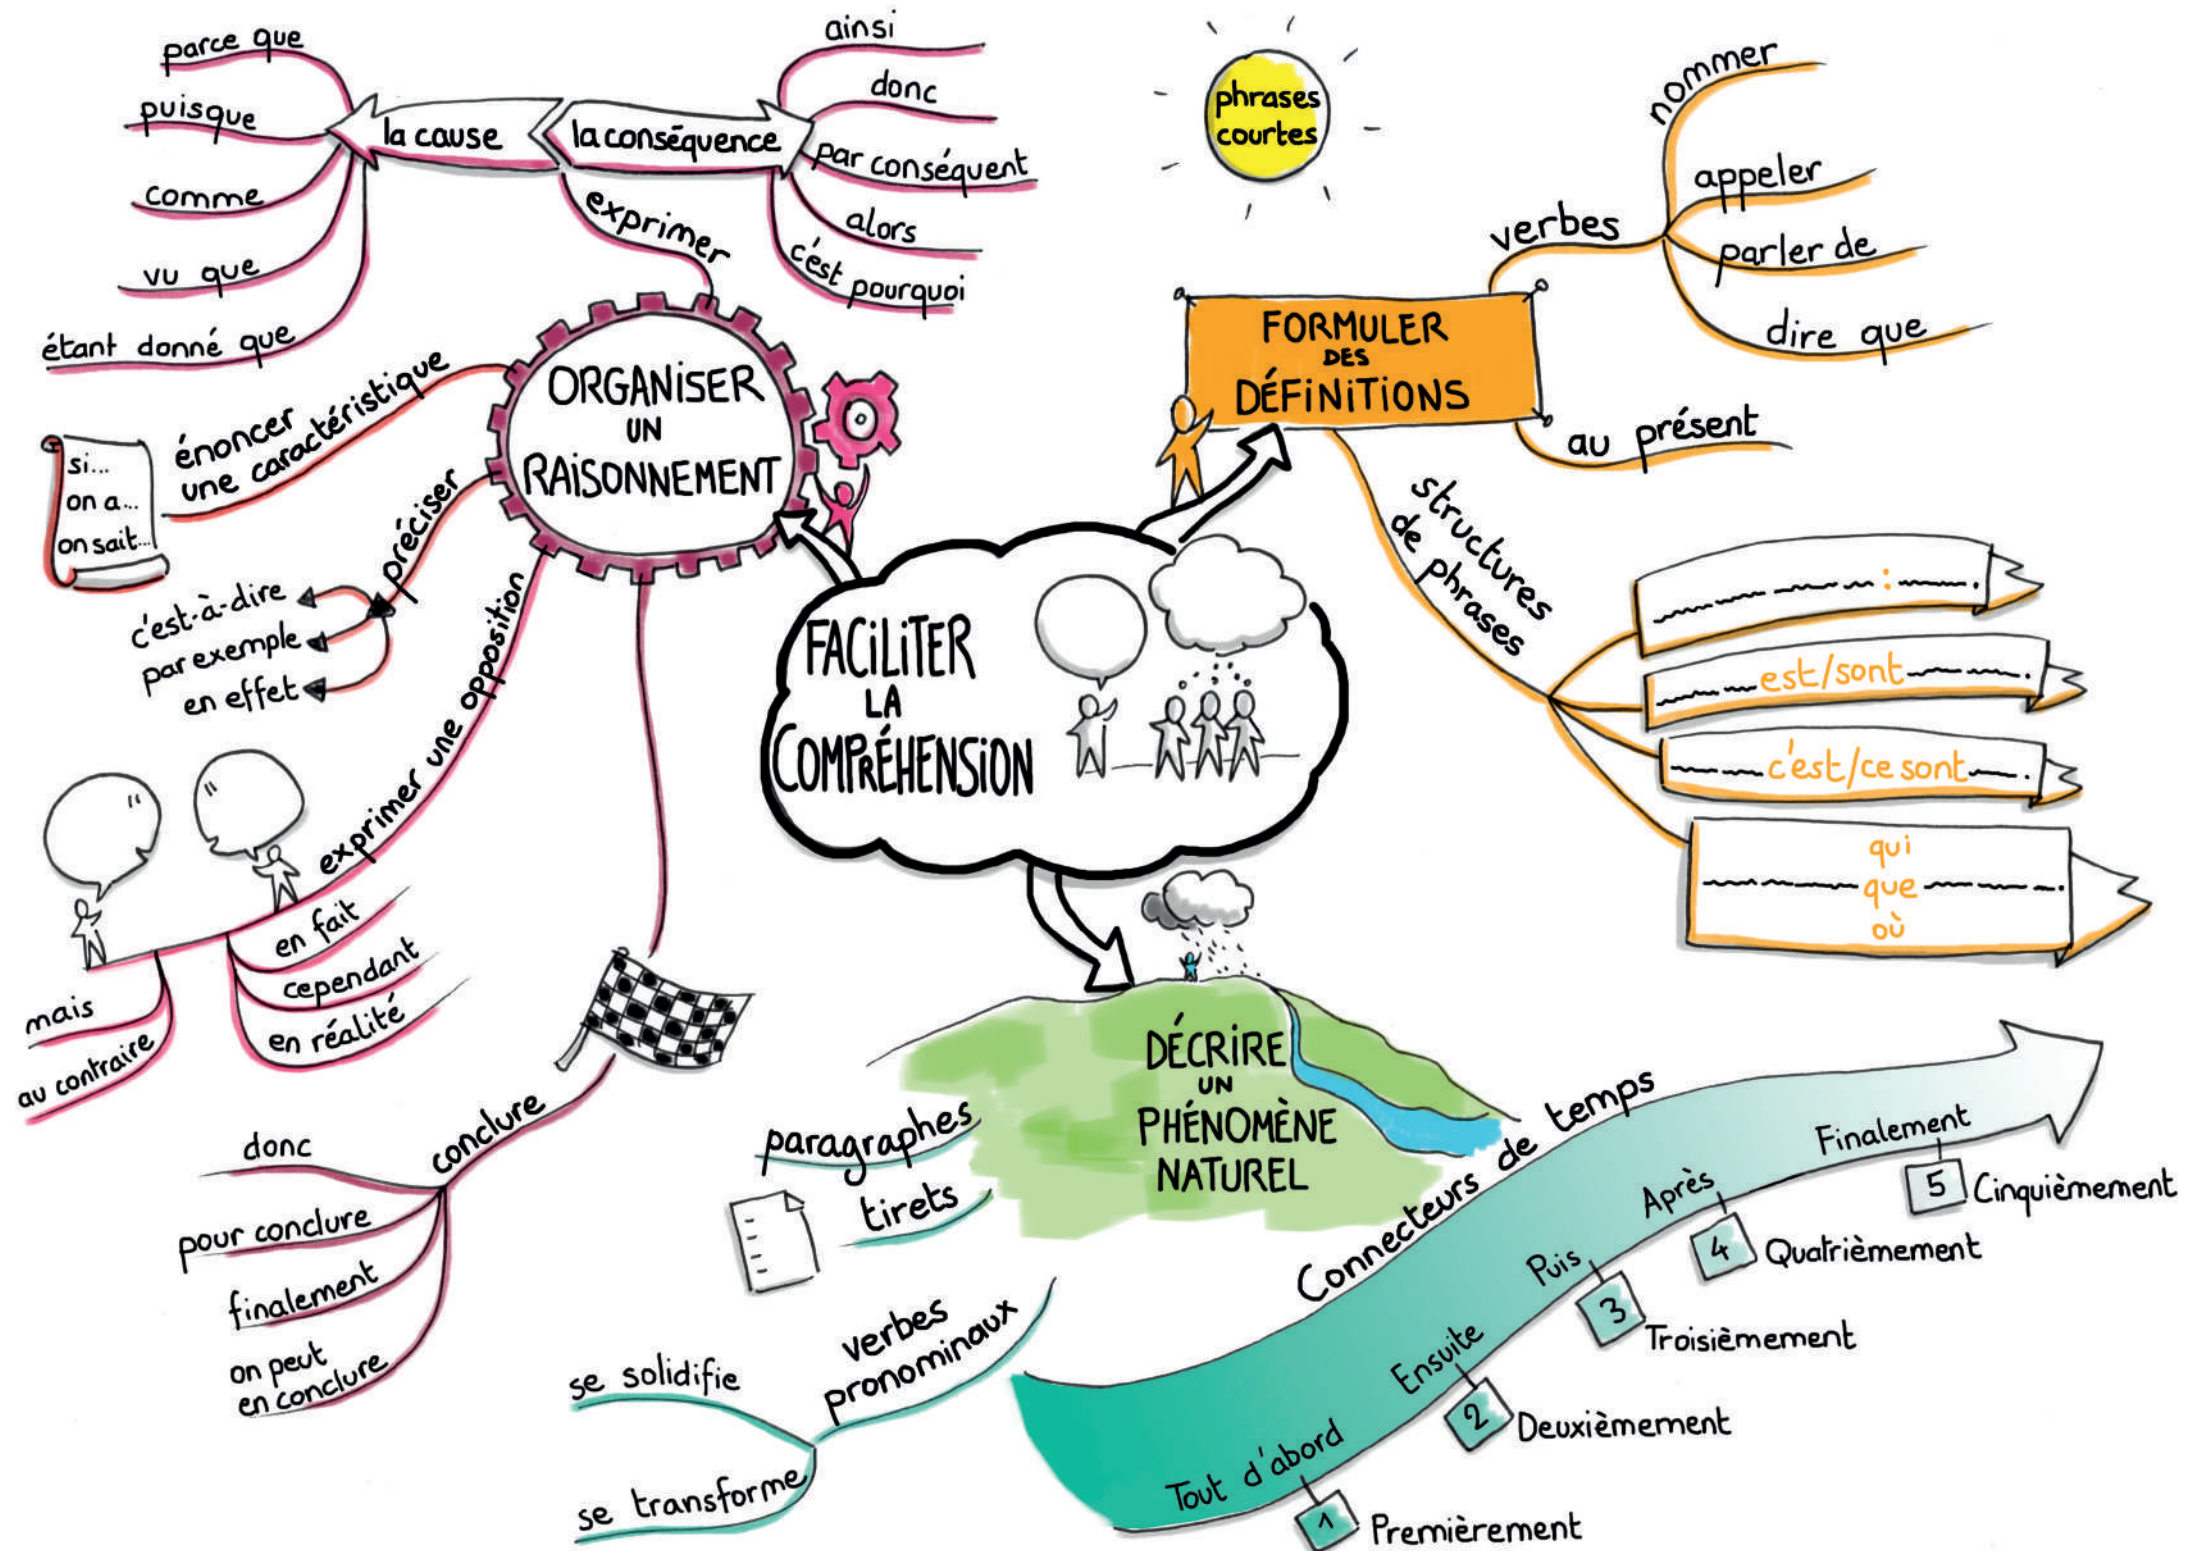 FACILITER
LA
COMPRÉHENSION
ORGANISER
UN
RAISONNEMENT
exprimer
la cause
parce que
puisque
comme
vu que
étant donné que
la conséquence
ainsi
donc
par conséquent
alors
c'est pourquoi
énoncer
une caractéristique
si...
on a...
on sait...
préciser
c'est-à-dire
par exemple
en effet
exprimer une opposition
mais
au contraire
en fait
cependant
en réalité
conclure
donc
pour conclure
finalement
on peut
en conclure
phrases
courtes
FORMULER
DES
DÉFINITIONS
verbes
nommer
appeler
parler de
dire que
au présent
structures
de phrases
:
est/sont
c'est/ce sont
qui
que
où
DÉCRIRE
UN
PHÉNOMÈNE
NATUREL
paragraphes
tirets
verbes
pronominaux
se solidifie
se transforme
Connecteurs de temps
Tout d'abord
1 Premièrement
Ensuite
2 Deuxièmement
Puis
3 Troisièmement
Après
4 Quatrièmement
Finalement
5 Cinquièmement